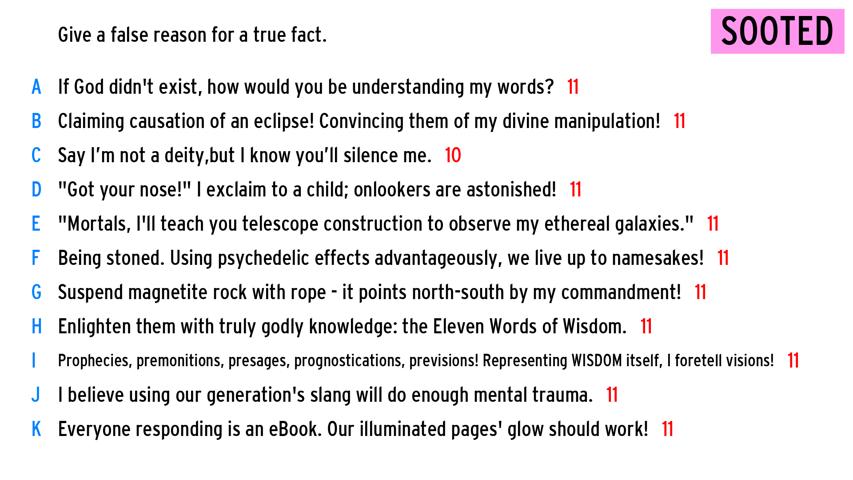 Give a false reason for a true fact.
SOOTED
A If God didn't exist, how would you be understanding my words? 11
B Claiming causation of an eclipse! Convincing them of my divine manipulation! 11
C Say I'm not a deity,but I know you'll silence me. 10
D "Got your nose!" I exclaim to a child; onlookers are astonished! 11
E "Mortals, I'll teach you telescope construction to observe my ethereal galaxies." 11
F Being stoned. Using psychedelic effects advantageously, we live up to namesakes! 11
G Suspend magnetite rock with rope - it points north-south by my commandment! 11
H Enlighten them with truly godly knowledge: the Eleven Words of Wisdom. 11
I Prophecies, premonitions, presages, prognostications, previsions! Representing WISDOM itself, I foretell visions! 11
J I believe using our generation's slang will do enough mental trauma. 11
K Everyone responding is an eBook. Our illuminated pages' glow should work! 11